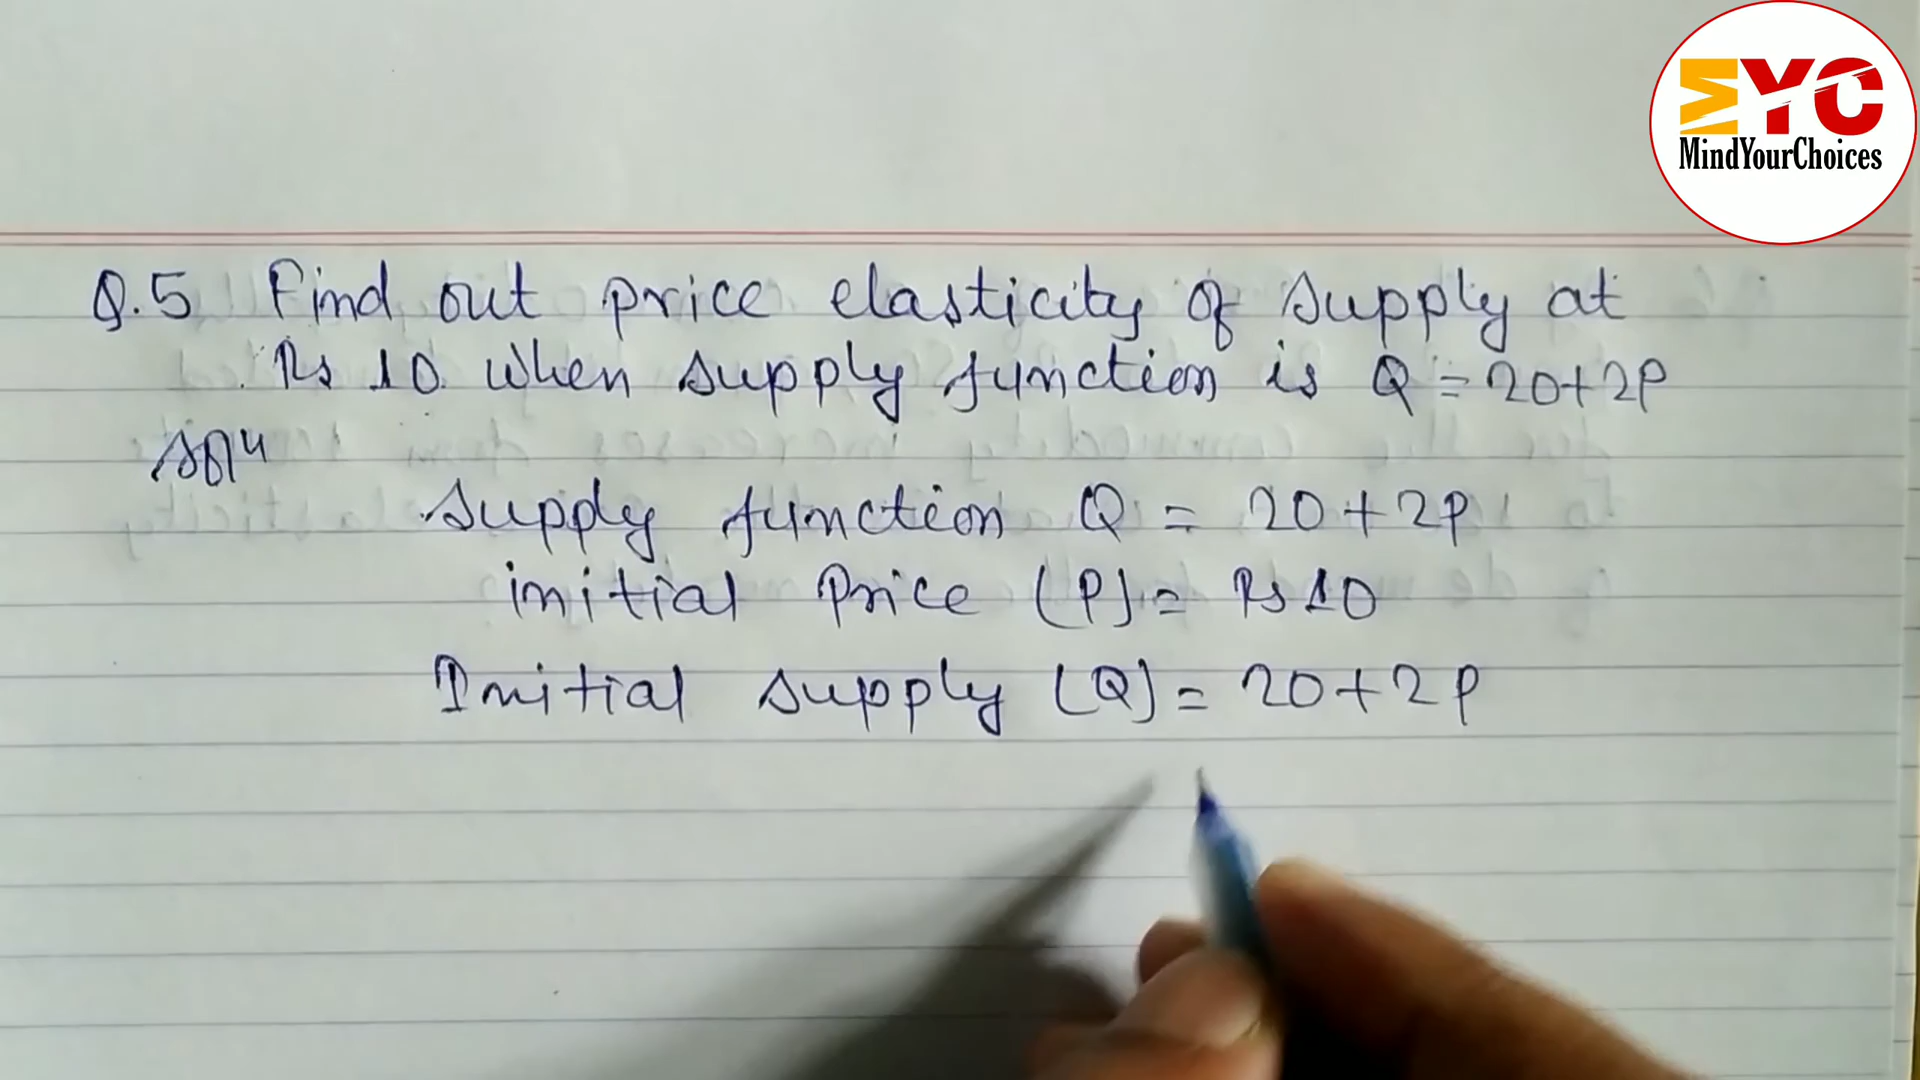 MYC
MindYourChoices
Q.5 Find out price elasticity of supply at
Rs 10 when supply function is Q = 20+2P
Solⁿ
Supply function Q = 20+2P
initial Price (P) = Rs 10
Initial supply (Q) = 20+2P